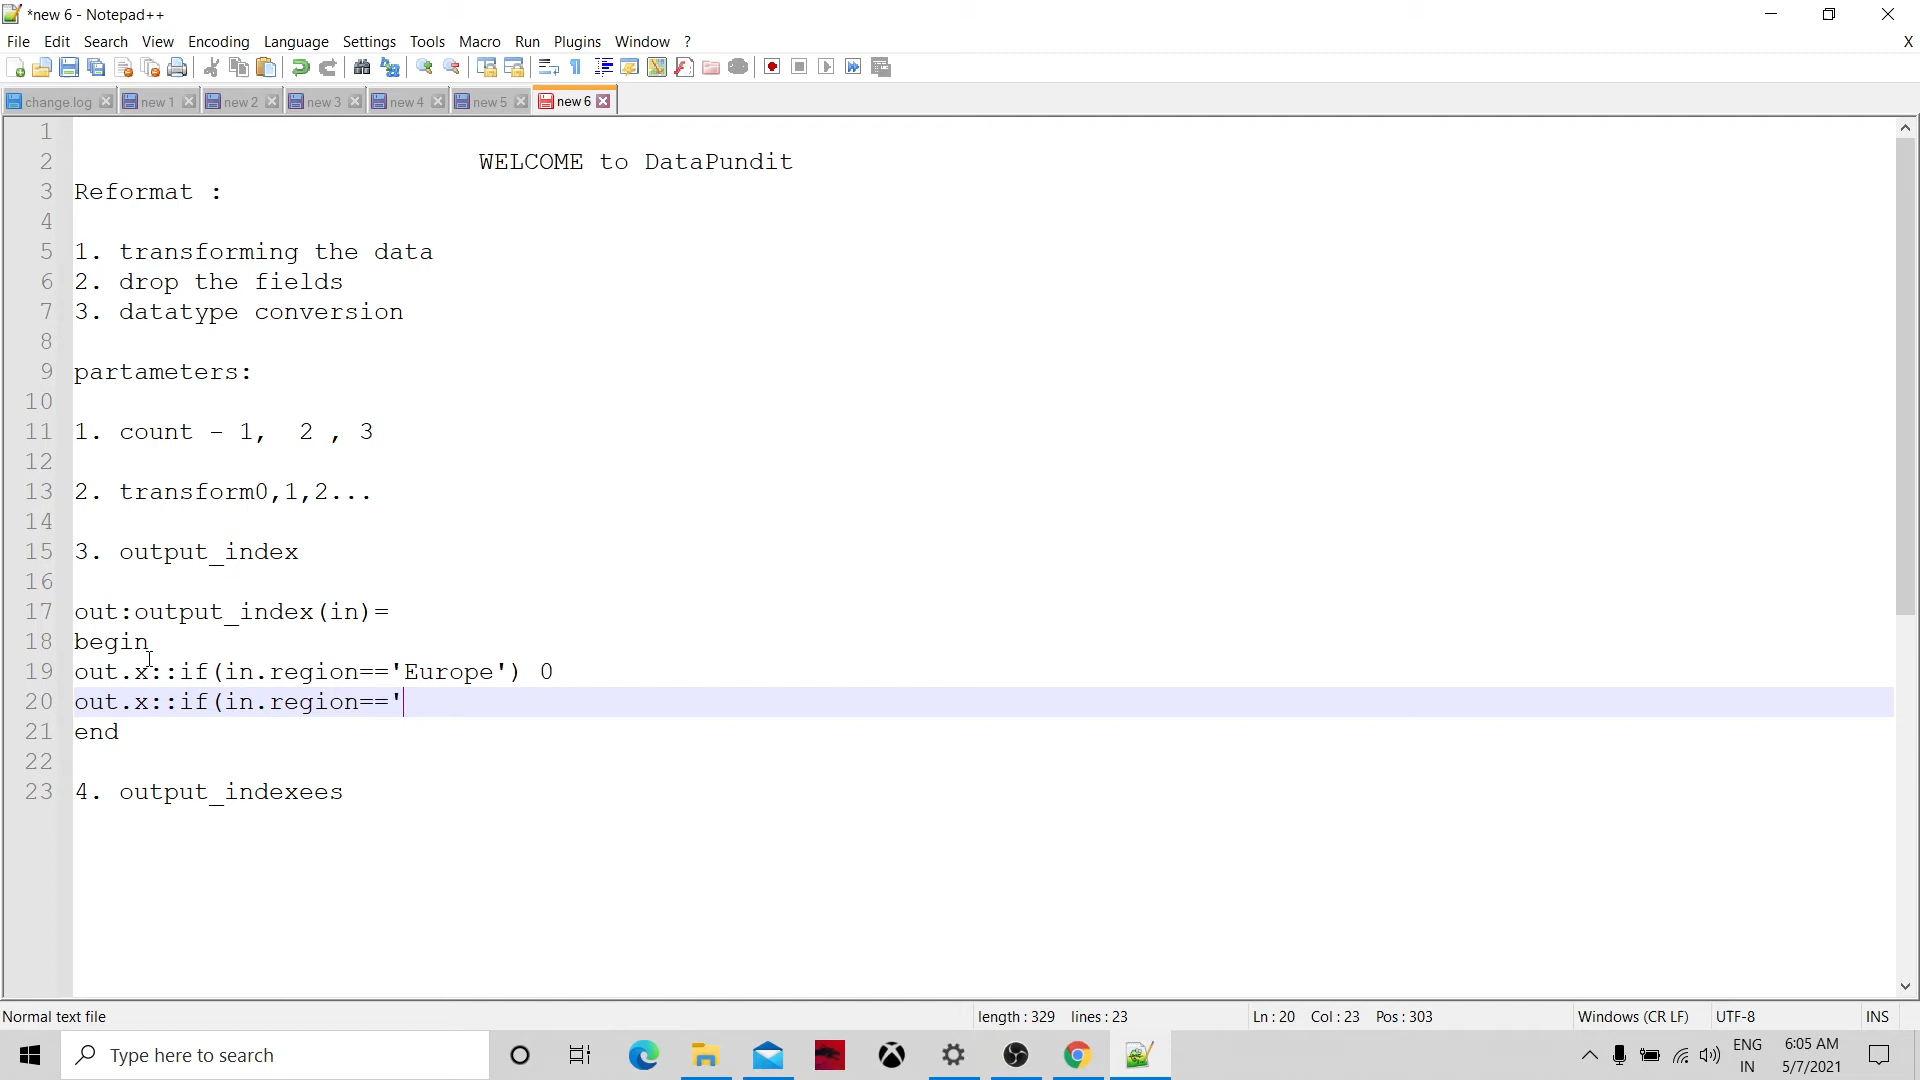 *new 6 - Notepad++
File Edit Search View Encoding Language Settings Tools Macro Run Plugins Window ? X
change.log new 1 new 2 new 3 new 4 new 5 new 6
1
2 WELCOME to DataPundit
3 Reformat :
4
5 1. transforming the data
6 2. drop the fields
7 3. datatype conversion
8
9 partameters:
10
11 1. count - 1,  2 , 3
12
13 2. transform0,1,2...
14
15 3. output_index
16
17 out:output_index(in)=
18 begin
19 out.x::if(in.region=='Europe') 0
20 out.x::if(in.region=='
21 end
22
23 4. output_indexees
Normal text file length : 329 lines : 23 Ln : 20 Col : 23 Pos : 303 Windows (CR LF) UTF-8 INS
Type here to search
ENG
IN
6:05 AM
5/7/2021